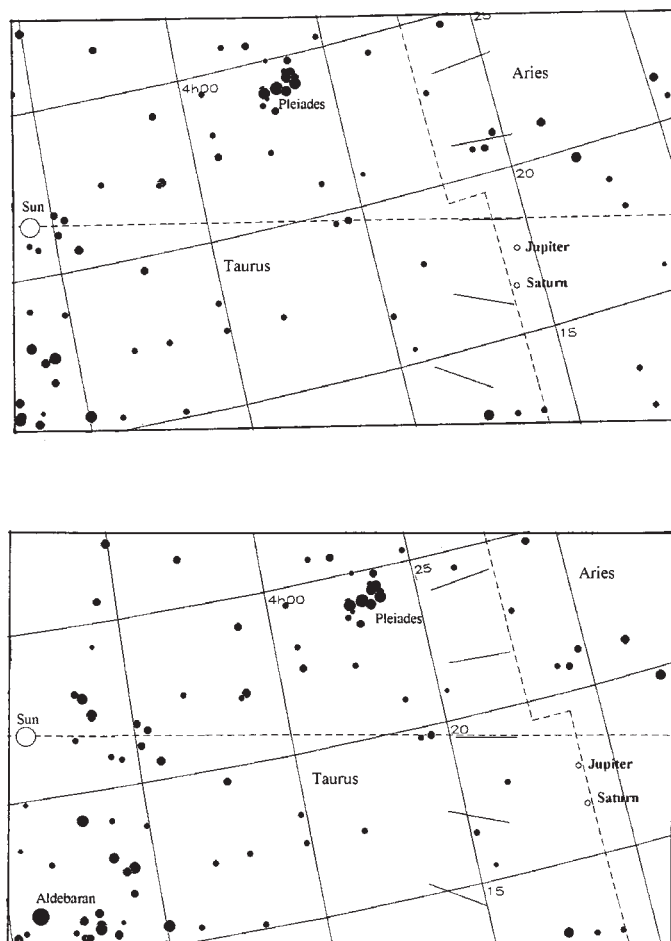 25
Aries
4h00
Pleiades
20
Sun
Jupiter
Taurus
Saturn
15
25
Aries
4h00
Pleiades
Sun
20
Jupiter
Taurus
Saturn
15
Aldebaran